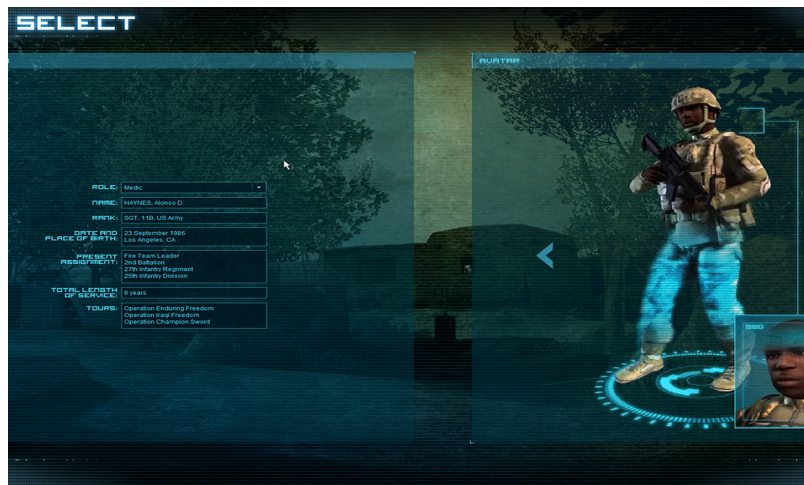 SELECT
AVATAR
ROLE: Medic
NAME: HAYNES, Alonso D.
RANK: SGT, 11B, US Army
DATE AND PLACE OF BIRTH: 23 September 1986
Los Angeles, CA
PRESENT ASSIGNMENT: Fire Team Leader
2nd Battalion
27th Infantry Regiment
25th Infantry Division
TOTAL LENGTH OF SERVICE: 6 years
TOURS: Operation Enduring Freedom
Operation Iraqi Freedom
Operation Champion Sword